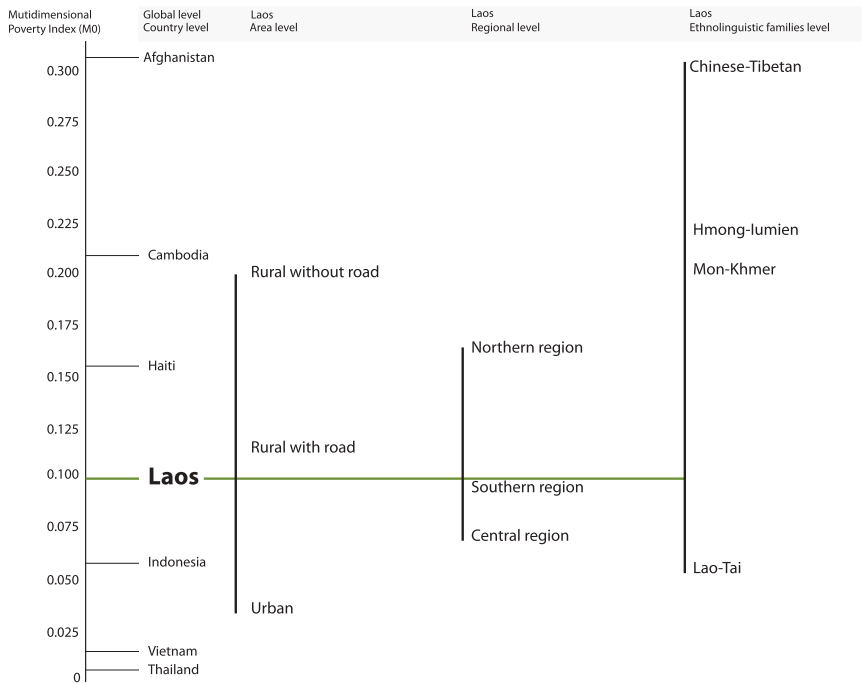 Mutidimensional
Poverty Index (M0)
Global level
Country level
Laos
Area level
Laos
Regional level
Laos
Ethnolinguistic families level
0.300
0.275
0.250
0.225
0.200
0.175
0.150
0.125
0.100
0.075
0.050
0.025
0
Afghanistan
Cambodia
Haiti
Laos
Indonesia
Vietnam
Thailand
Rural without road
Rural with road
Urban
Northern region
Southern region
Central region
Chinese-Tibetan
Hmong-lumien
Mon-Khmer
Lao-Tai